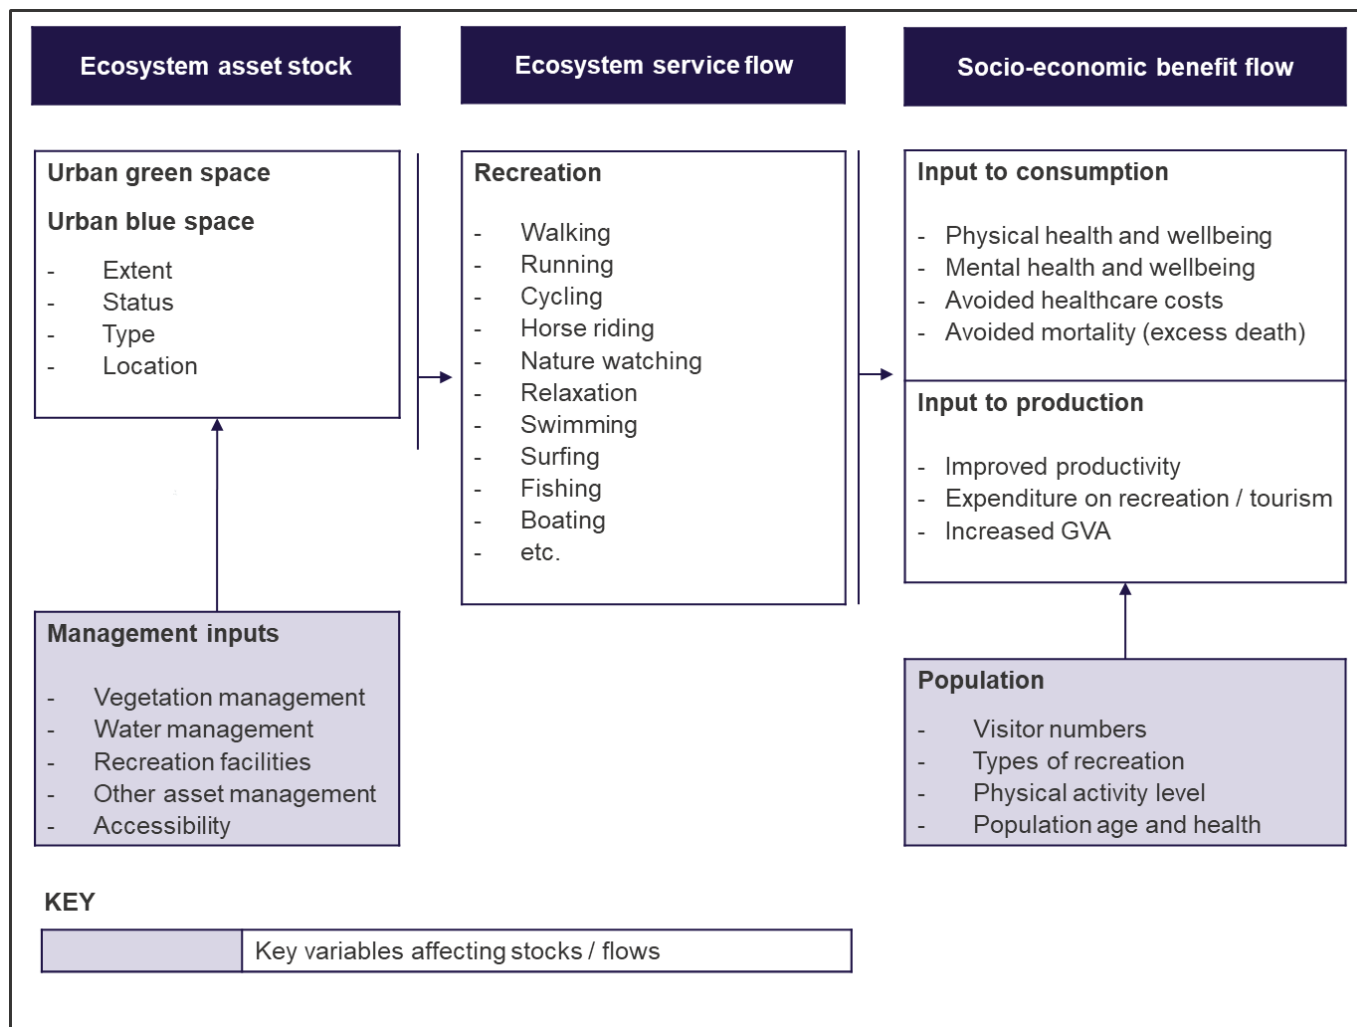 Ecosystem asset stock
Ecosystem service flow
Socio-economic benefit flow
Urban green space
Urban blue space
- Extent
- Status
- Type
- Location
Management inputs
- Vegetation management
- Water management
- Recreation facilities
- Other asset management
- Accessibility
Recreation
- Walking
- Running
- Cycling
- Horse riding
- Nature watching
- Relaxation
- Swimming
- Surfing
- Fishing
- Boating
- etc.
Input to consumption
- Physical health and wellbeing
- Mental health and wellbeing
- Avoided healthcare costs
- Avoided mortality (excess death)
Input to production
- Improved productivity
- Expenditure on recreation / tourism
- Increased GVA
Population
- Visitor numbers
- Types of recreation
- Physical activity level
- Population age and health
KEY
Key variables affecting stocks / flows